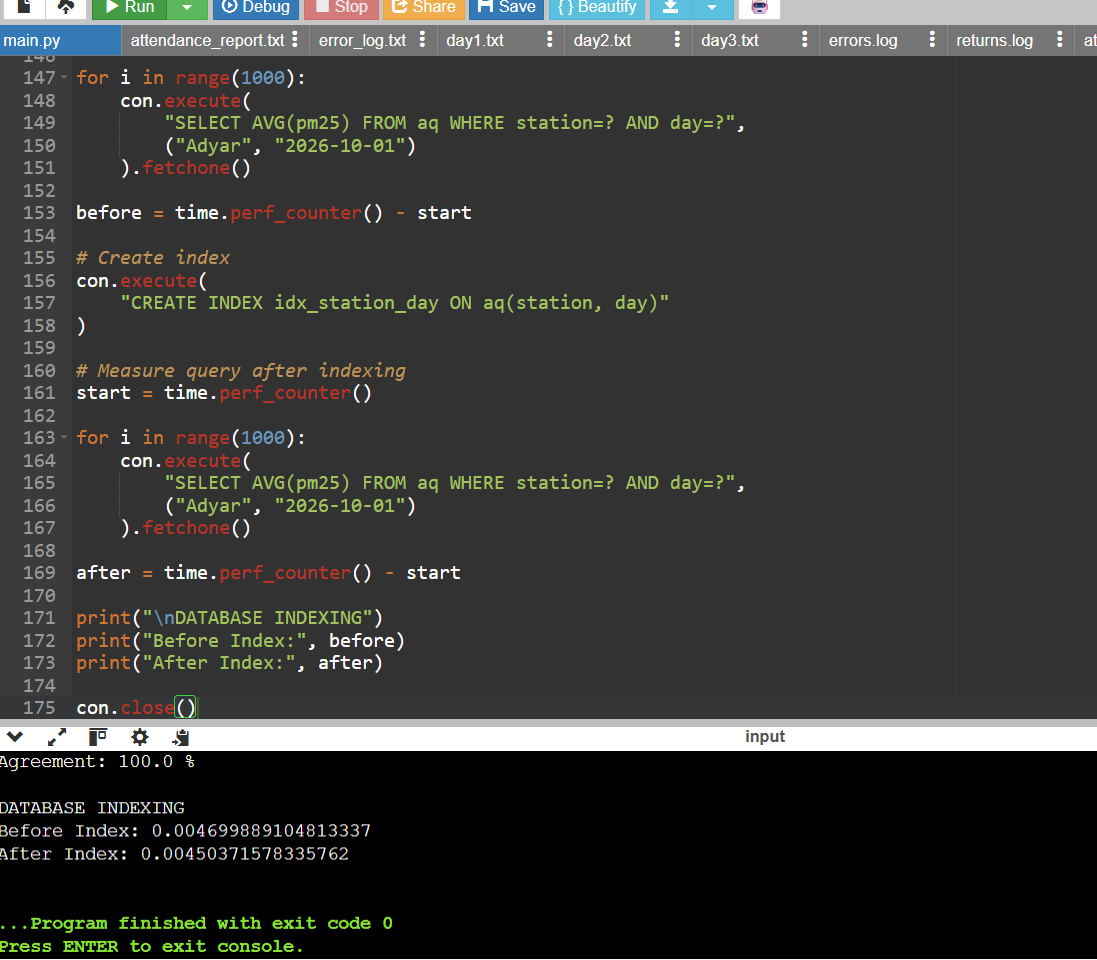 Run Debug Stop Share Save { } Beautify
main.py attendance_report.txt error_log.txt day1.txt day2.txt day3.txt errors.log returns.log at
146
147 for i in range(1000):
148     con.execute(
149         "SELECT AVG(pm25) FROM aq WHERE station=? AND day=?",
150         ("Adyar", "2026-10-01")
151     ).fetchone()
152
153 before = time.perf_counter() - start
154
155 # Create index
156 con.execute(
157     "CREATE INDEX idx_station_day ON aq(station, day)"
158 )
159
160 # Measure query after indexing
161 start = time.perf_counter()
162
163 for i in range(1000):
164     con.execute(
165         "SELECT AVG(pm25) FROM aq WHERE station=? AND day=?",
166         ("Adyar", "2026-10-01")
167     ).fetchone()
168
169 after = time.perf_counter() - start
170
171 print("\nDATABASE INDEXING")
172 print("Before Index:", before)
173 print("After Index:", after)
174
175 con.close()
input
Agreement: 100.0 %
DATABASE INDEXING
Before Index: 0.004699889104813337
After Index: 0.00450371578335762
...Program finished with exit code 0
Press ENTER to exit console.